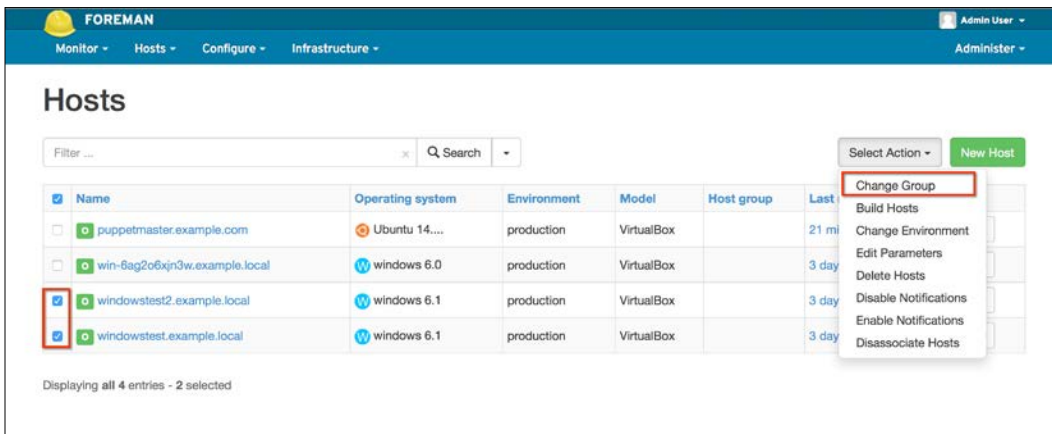 FOREMAN
Admin User
Monitor Hosts Configure Infrastructure
Administer
Hosts
Filter ...
× Search
Select Action
New Host
Name Operating system Environment Model Host group Last
puppetmaster.example.com Ubuntu 14.... production VirtualBox 21 mi
win-6ag2o6xjn3w.example.local windows 6.0 production VirtualBox 3 day
windowstest2.example.local windows 6.1 production VirtualBox 3 day
windowstest.example.local windows 6.1 production VirtualBox 3 day
Change Group
Build Hosts
Change Environment
Edit Parameters
Delete Hosts
Disable Notifications
Enable Notifications
Disassociate Hosts
Displaying all 4 entries - 2 selected